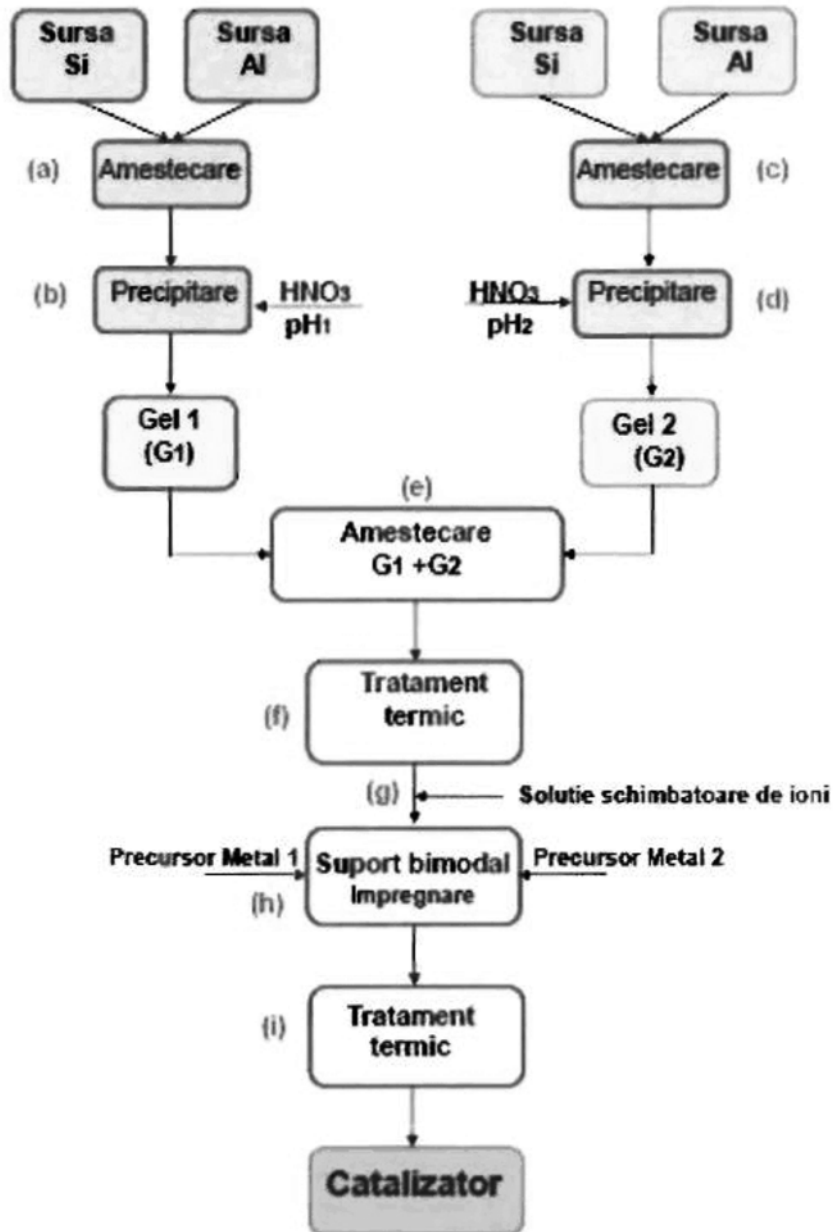 Sursa
Si
Sursa
Al
Sursa
Si
Sursa
Al
(a)
Amestecare
Amestecare
(c)
(b)
Precipitare
HNO3
pH1
HNO3
pH2
Precipitare
(d)
Gel 1
(G1)
Gel 2
(G2)
(e)
Amestecare
G1 +G2
(f)
Tratament
termic
(g)
Solutie schimbatoare de ioni
Precursor Metal 1
Suport bimodal
Impregnare
Precursor Metal 2
(h)
(i)
Tratament
termic
Catalizator